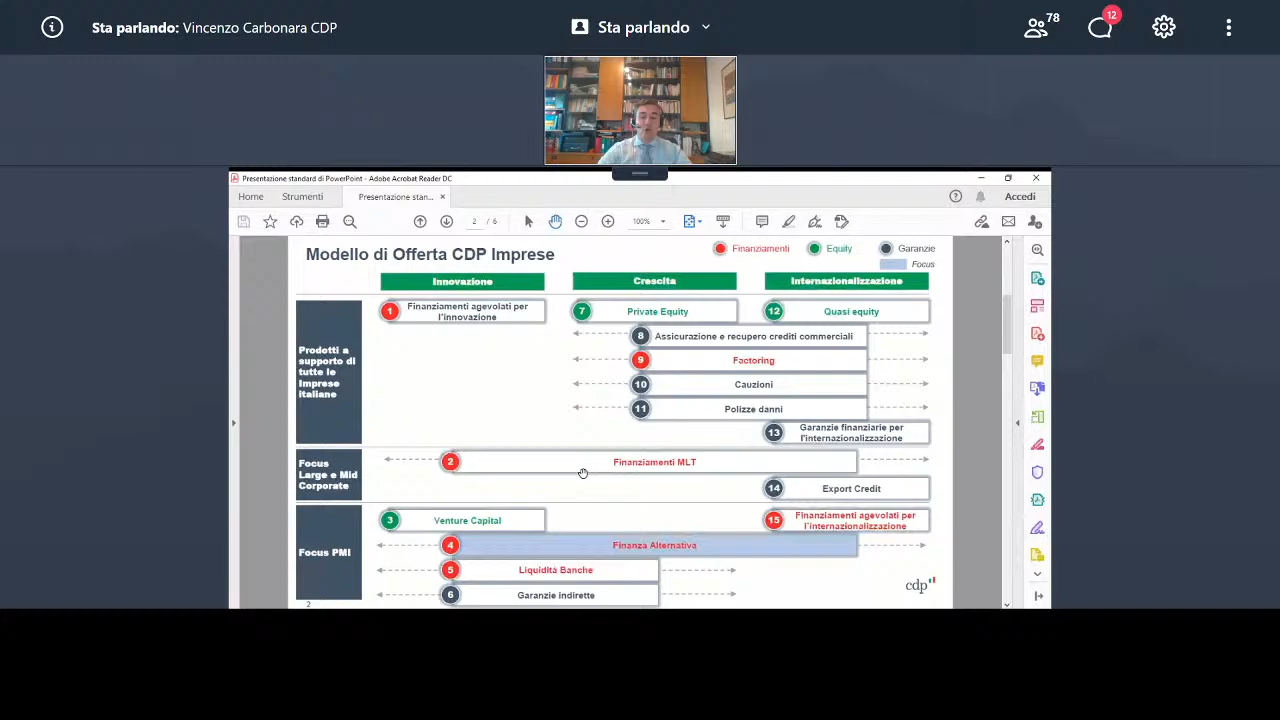 Sta parlando: Vincenzo Carbonara CDP
Sta parlando
78
12
Presentazione standard di PowerPoint - Adobe Acrobat Reader DC
Home
Strumenti
Presentazione stan...
Accedi
2 / 6
100%
Modello di Offerta CDP Imprese
Finanziamenti
Equity
Garanzie
Focus
Innovazione
Crescita
Internazionalizzazione
Prodotti a
supporto di
tutte le
Imprese
italiane
1 Finanziamenti agevolati per
l'innovazione
7 Private Equity
12 Quasi equity
8 Assicurazione e recupero crediti commerciali
9 Factoring
10 Cauzioni
11 Polizze danni
13 Garanzie finanziarie per
l'internazionalizzazione
Focus
Large e Mid
Corporate
2 Finanziamenti MLT
14 Export Credit
Focus PMI
3 Venture Capital
15 Finanziamenti agevolati per
l'internazionalizzazione
4 Finanza Alternativa
5 Liquidità Banche
6 Garanzie indirette
cdp
2